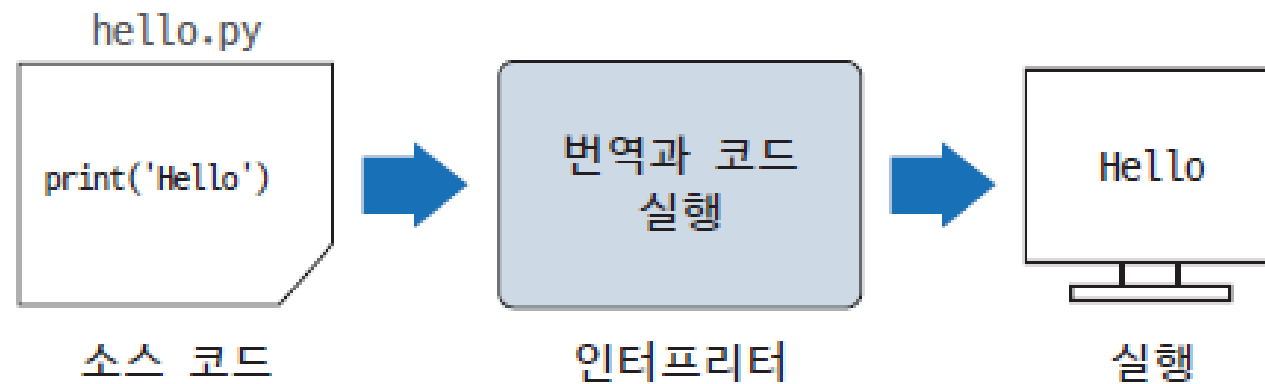 hello.py
print('Hello')
번역과 코드
실행
Hello
소스 코드
인터프리터
실행